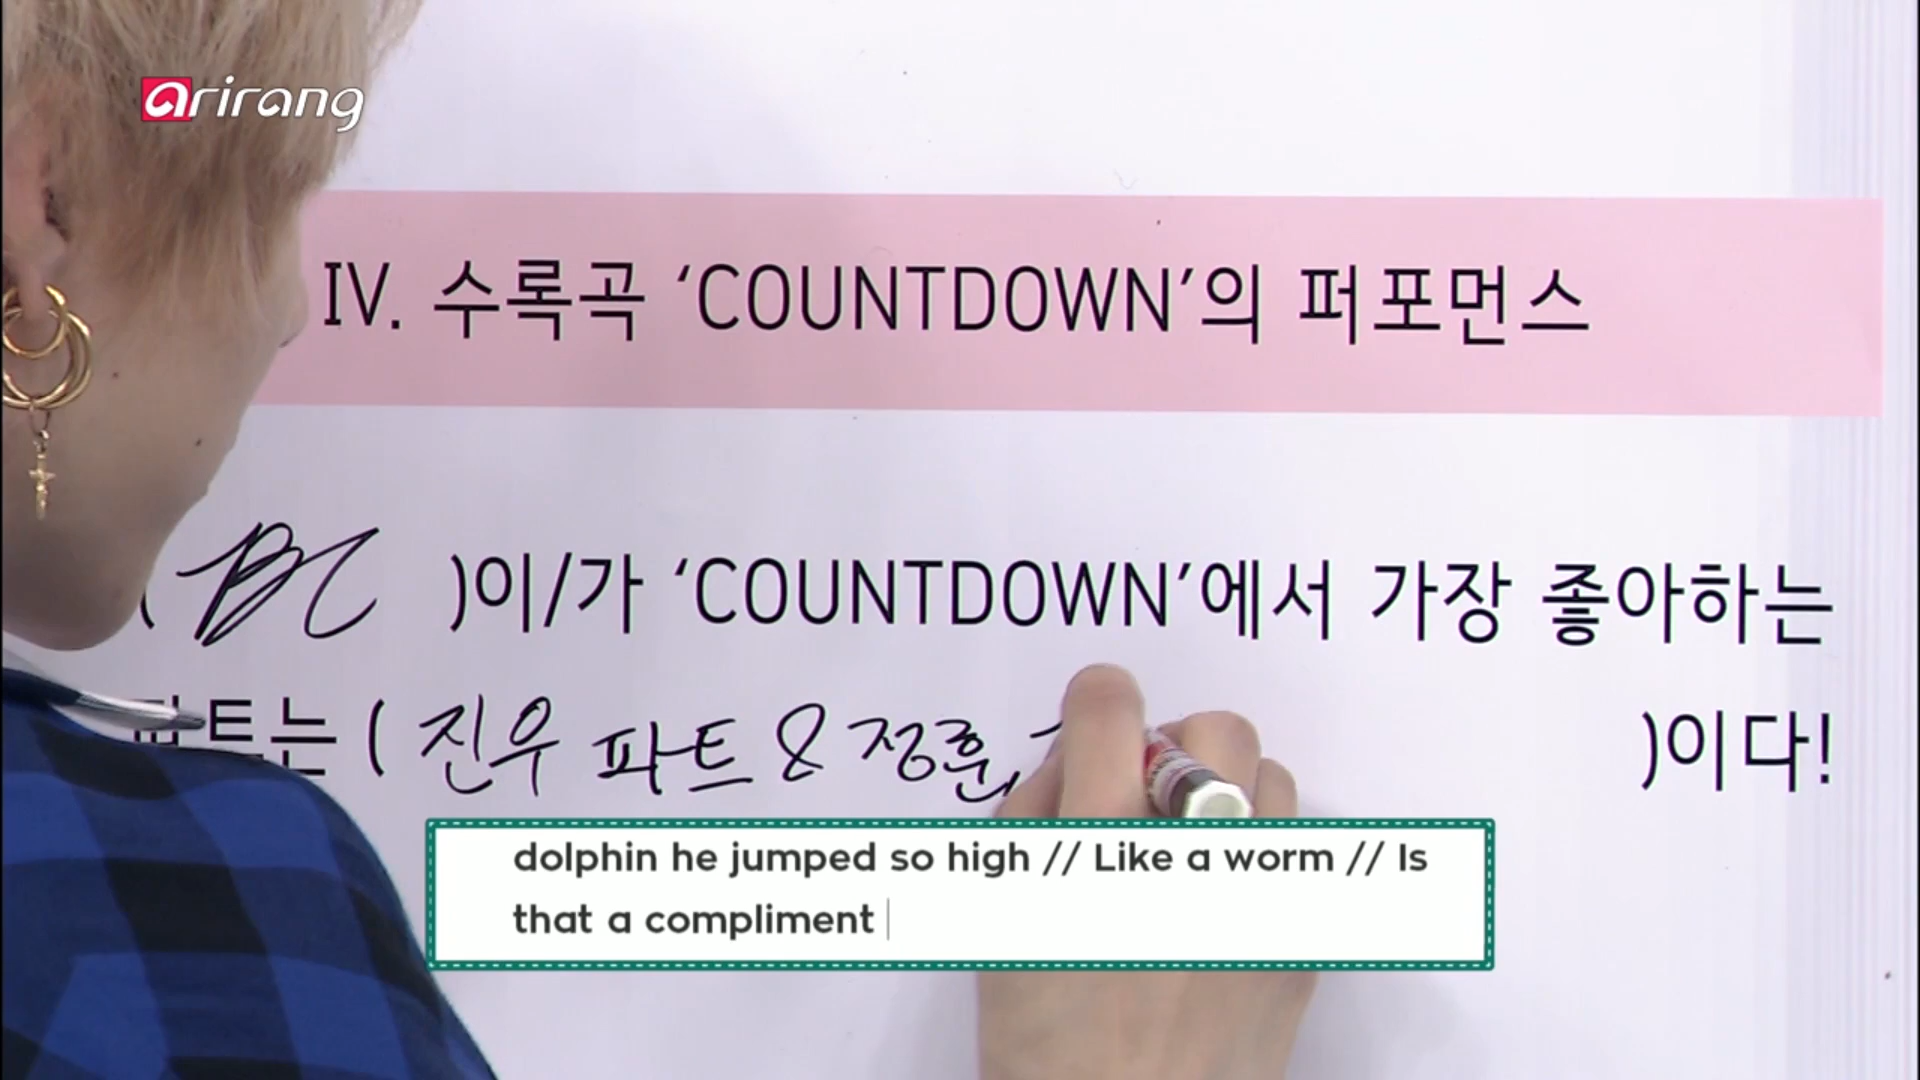 arirang
IV. 수록곡 ‘COUNTDOWN’의 퍼포먼스
( BC )이/가 ‘COUNTDOWN’에서 가장 좋아하는
파트는 ( 진우 파트 & 정훈 )이다!
dolphin he jumped so high // Like a worm // Is
that a compliment